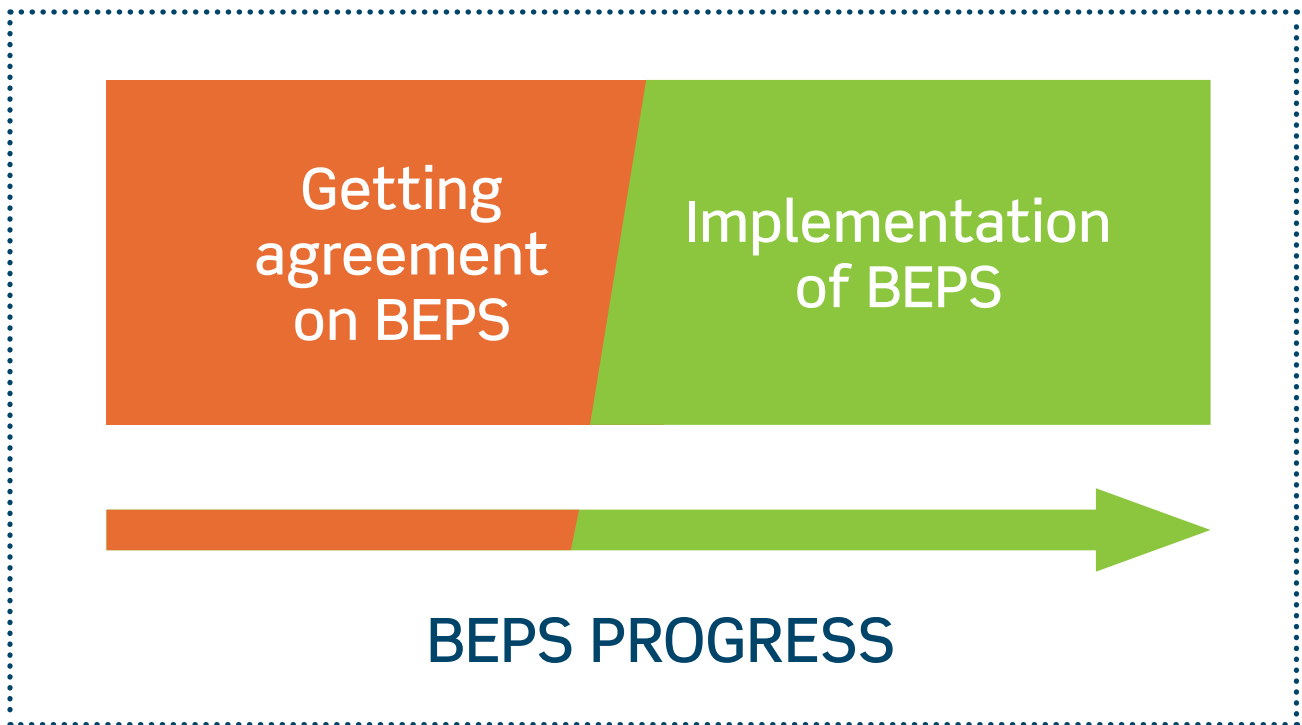 Getting
agreement
on BEPS
Implementation
of BEPS
BEPS PROGRESS